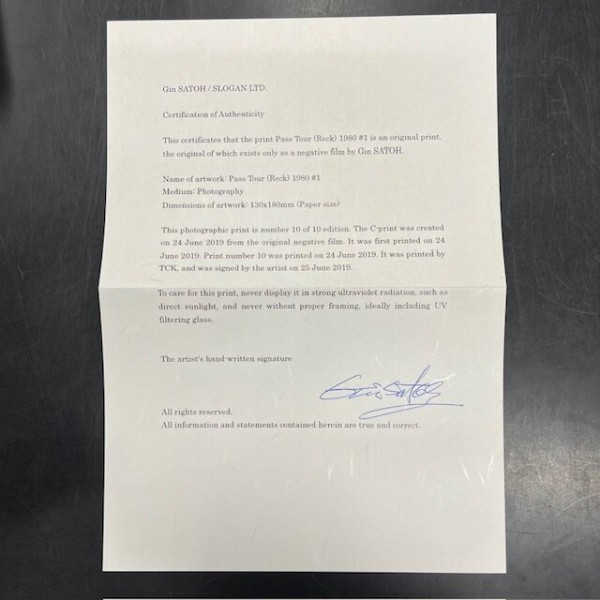 Gin SATOH / SLOGAN LTD.
Certification of Authenticity
This certificates that the print Pass Tour (Reck) 1980 #1 is an original print,
the original of which exists only as a negative film by Gin SATOH.
Name of artwork: Pass Tour (Reck) 1980 #1
Medium: Photography
Dimensions of artwork: 130x180mm (Paper size)
This photographic print is number 10 of 10 edition. The C-print was created
on 24 June 2019 from the original negative film. It was first printed on 24
June 2019. Print number 10 was printed on 24 June 2019. It was printed by
TCK, and was signed by the artist on 25 June 2019.
To care for this print, never display it in strong ultraviolet radiation, such as
direct sunlight, and never without proper framing, ideally including UV
filtering glass.
The artist's hand-written signature
Gin Satoh
All rights reserved.
All information and statements contained herein are true and correct.